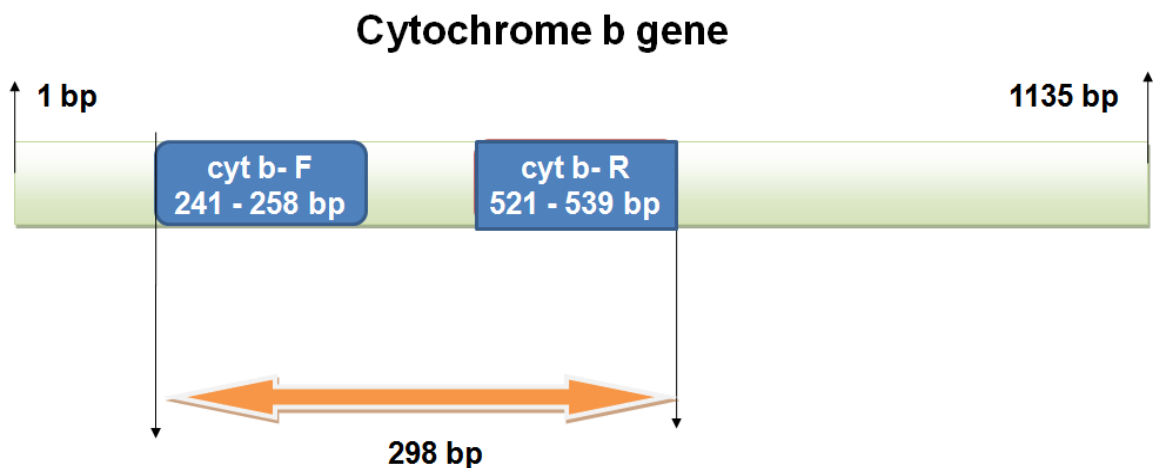 Cytochrome b gene
1 bp
1135 bp
cyt b- F
241 - 258 bp
cyt b- R
521 - 539 bp
298 bp